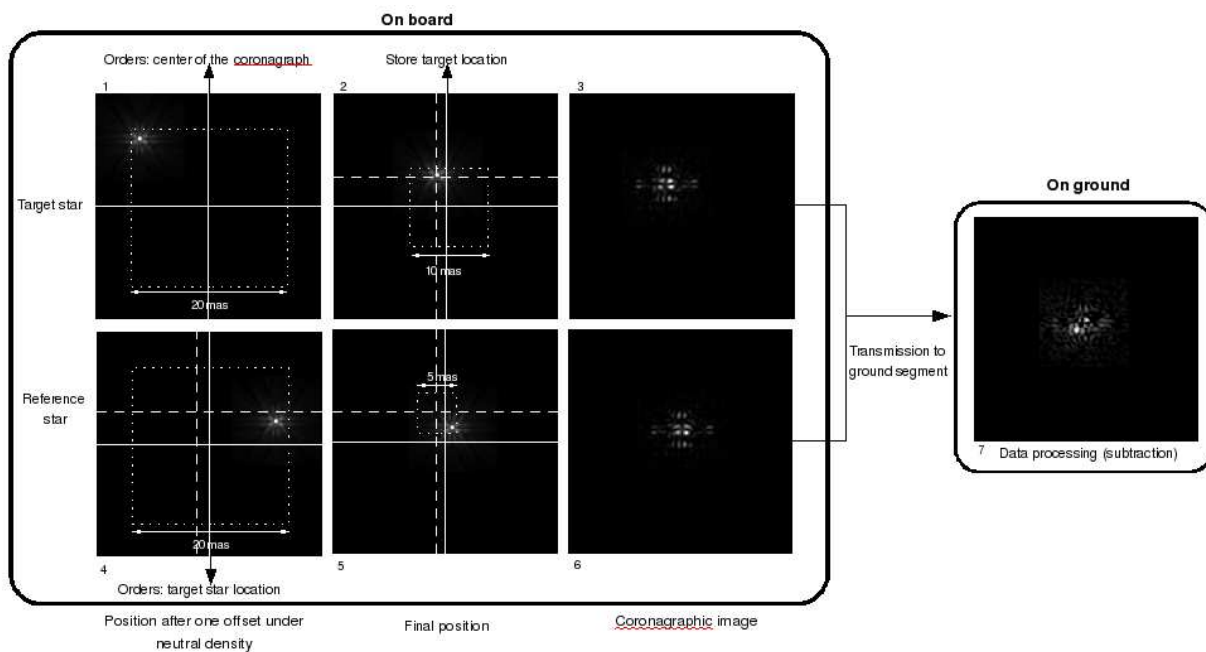 On board
Orders: center of the coronagraph
Store target location
1
2
3
Target star
20 mas
10 mas
On ground
Reference
star
5 mas
Transmission to
ground segment
20 mas
7
Data processing (subtraction)
4
5
6
Orders: target star location
Position after one offset under
neutral density
Final position
Coronagraphic image